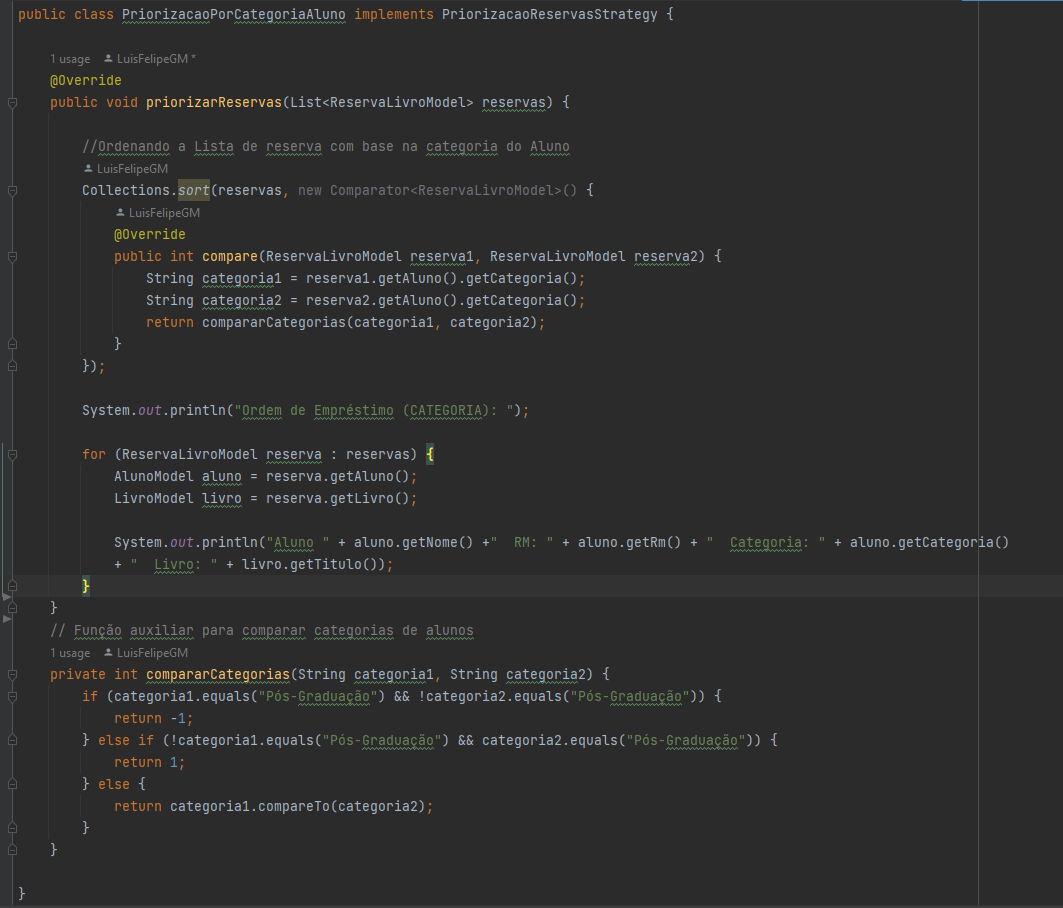 public class PriorizacaoPorCategoriaAluno implements PriorizacaoReservasStrategy {
1 usage LuisFelipeGM *
@Override
public void priorizarReservas(List<ReservaLivroModel> reservas) {
//Ordenando a Lista de reserva com base na categoria do Aluno
LuisFelipeGM
Collections.sort(reservas, new Comparator<ReservaLivroModel>() {
LuisFelipeGM
@Override
public int compare(ReservaLivroModel reserva1, ReservaLivroModel reserva2) {
String categoria1 = reserva1.getAluno().getCategoria();
String categoria2 = reserva2.getAluno().getCategoria();
return compararCategorias(categoria1, categoria2);
}
});
System.out.println("Ordem de Empréstimo (CATEGORIA): ");
for (ReservaLivroModel reserva : reservas) {
AlunoModel aluno = reserva.getAluno();
LivroModel livro = reserva.getLivro();
System.out.println("Aluno " + aluno.getNome() +"  RM: " + aluno.getRm() + "  Categoria: " + aluno.getCategoria()
+ "  Livro: " + livro.getTitulo());
}
}
// Função auxiliar para comparar categorias de alunos
1 usage LuisFelipeGM
private int compararCategorias(String categoria1, String categoria2) {
if (categoria1.equals("Pós-Graduação") && !categoria2.equals("Pós-Graduação")) {
return -1;
} else if (!categoria1.equals("Pós-Graduação") && categoria2.equals("Pós-Graduação")) {
return 1;
} else {
return categoria1.compareTo(categoria2);
}
}
}